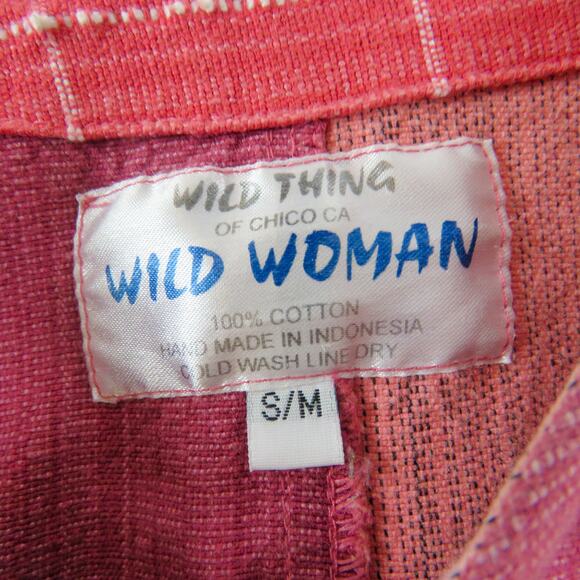 WILD THING
OF CHICO CA
WILD WOMAN
100% COTTON
HAND MADE IN INDONESIA
COLD WASH LINE DRY
S/M